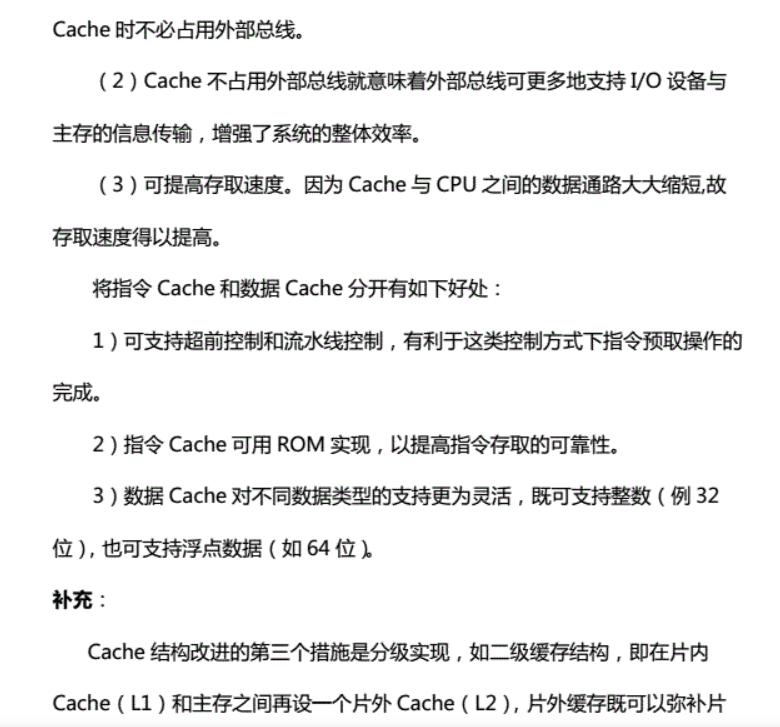 Cache 时不必占用外部总线。
（2）Cache 不占用外部总线就意味着外部总线可更多地支持 I/O 设备与
主存的信息传输，增强了系统的整体效率。
（3）可提高存取速度。因为 Cache 与 CPU 之间的数据通路大大缩短,故
存取速度得以提高。
将指令 Cache 和数据 Cache 分开有如下好处：
1）可支持超前控制和流水线控制，有利于这类控制方式下指令预取操作的
完成。
2）指令 Cache 可用 ROM 实现，以提高指令存取的可靠性。
3）数据 Cache 对不同数据类型的支持更为灵活，既可支持整数（例 32
位），也可支持浮点数据（如 64 位）。
补充：
Cache 结构改进的第三个措施是分级实现，如二级缓存结构，即在片内
Cache（L1）和主存之间再设一个片外 Cache（L2），片外缓存既可以弥补片